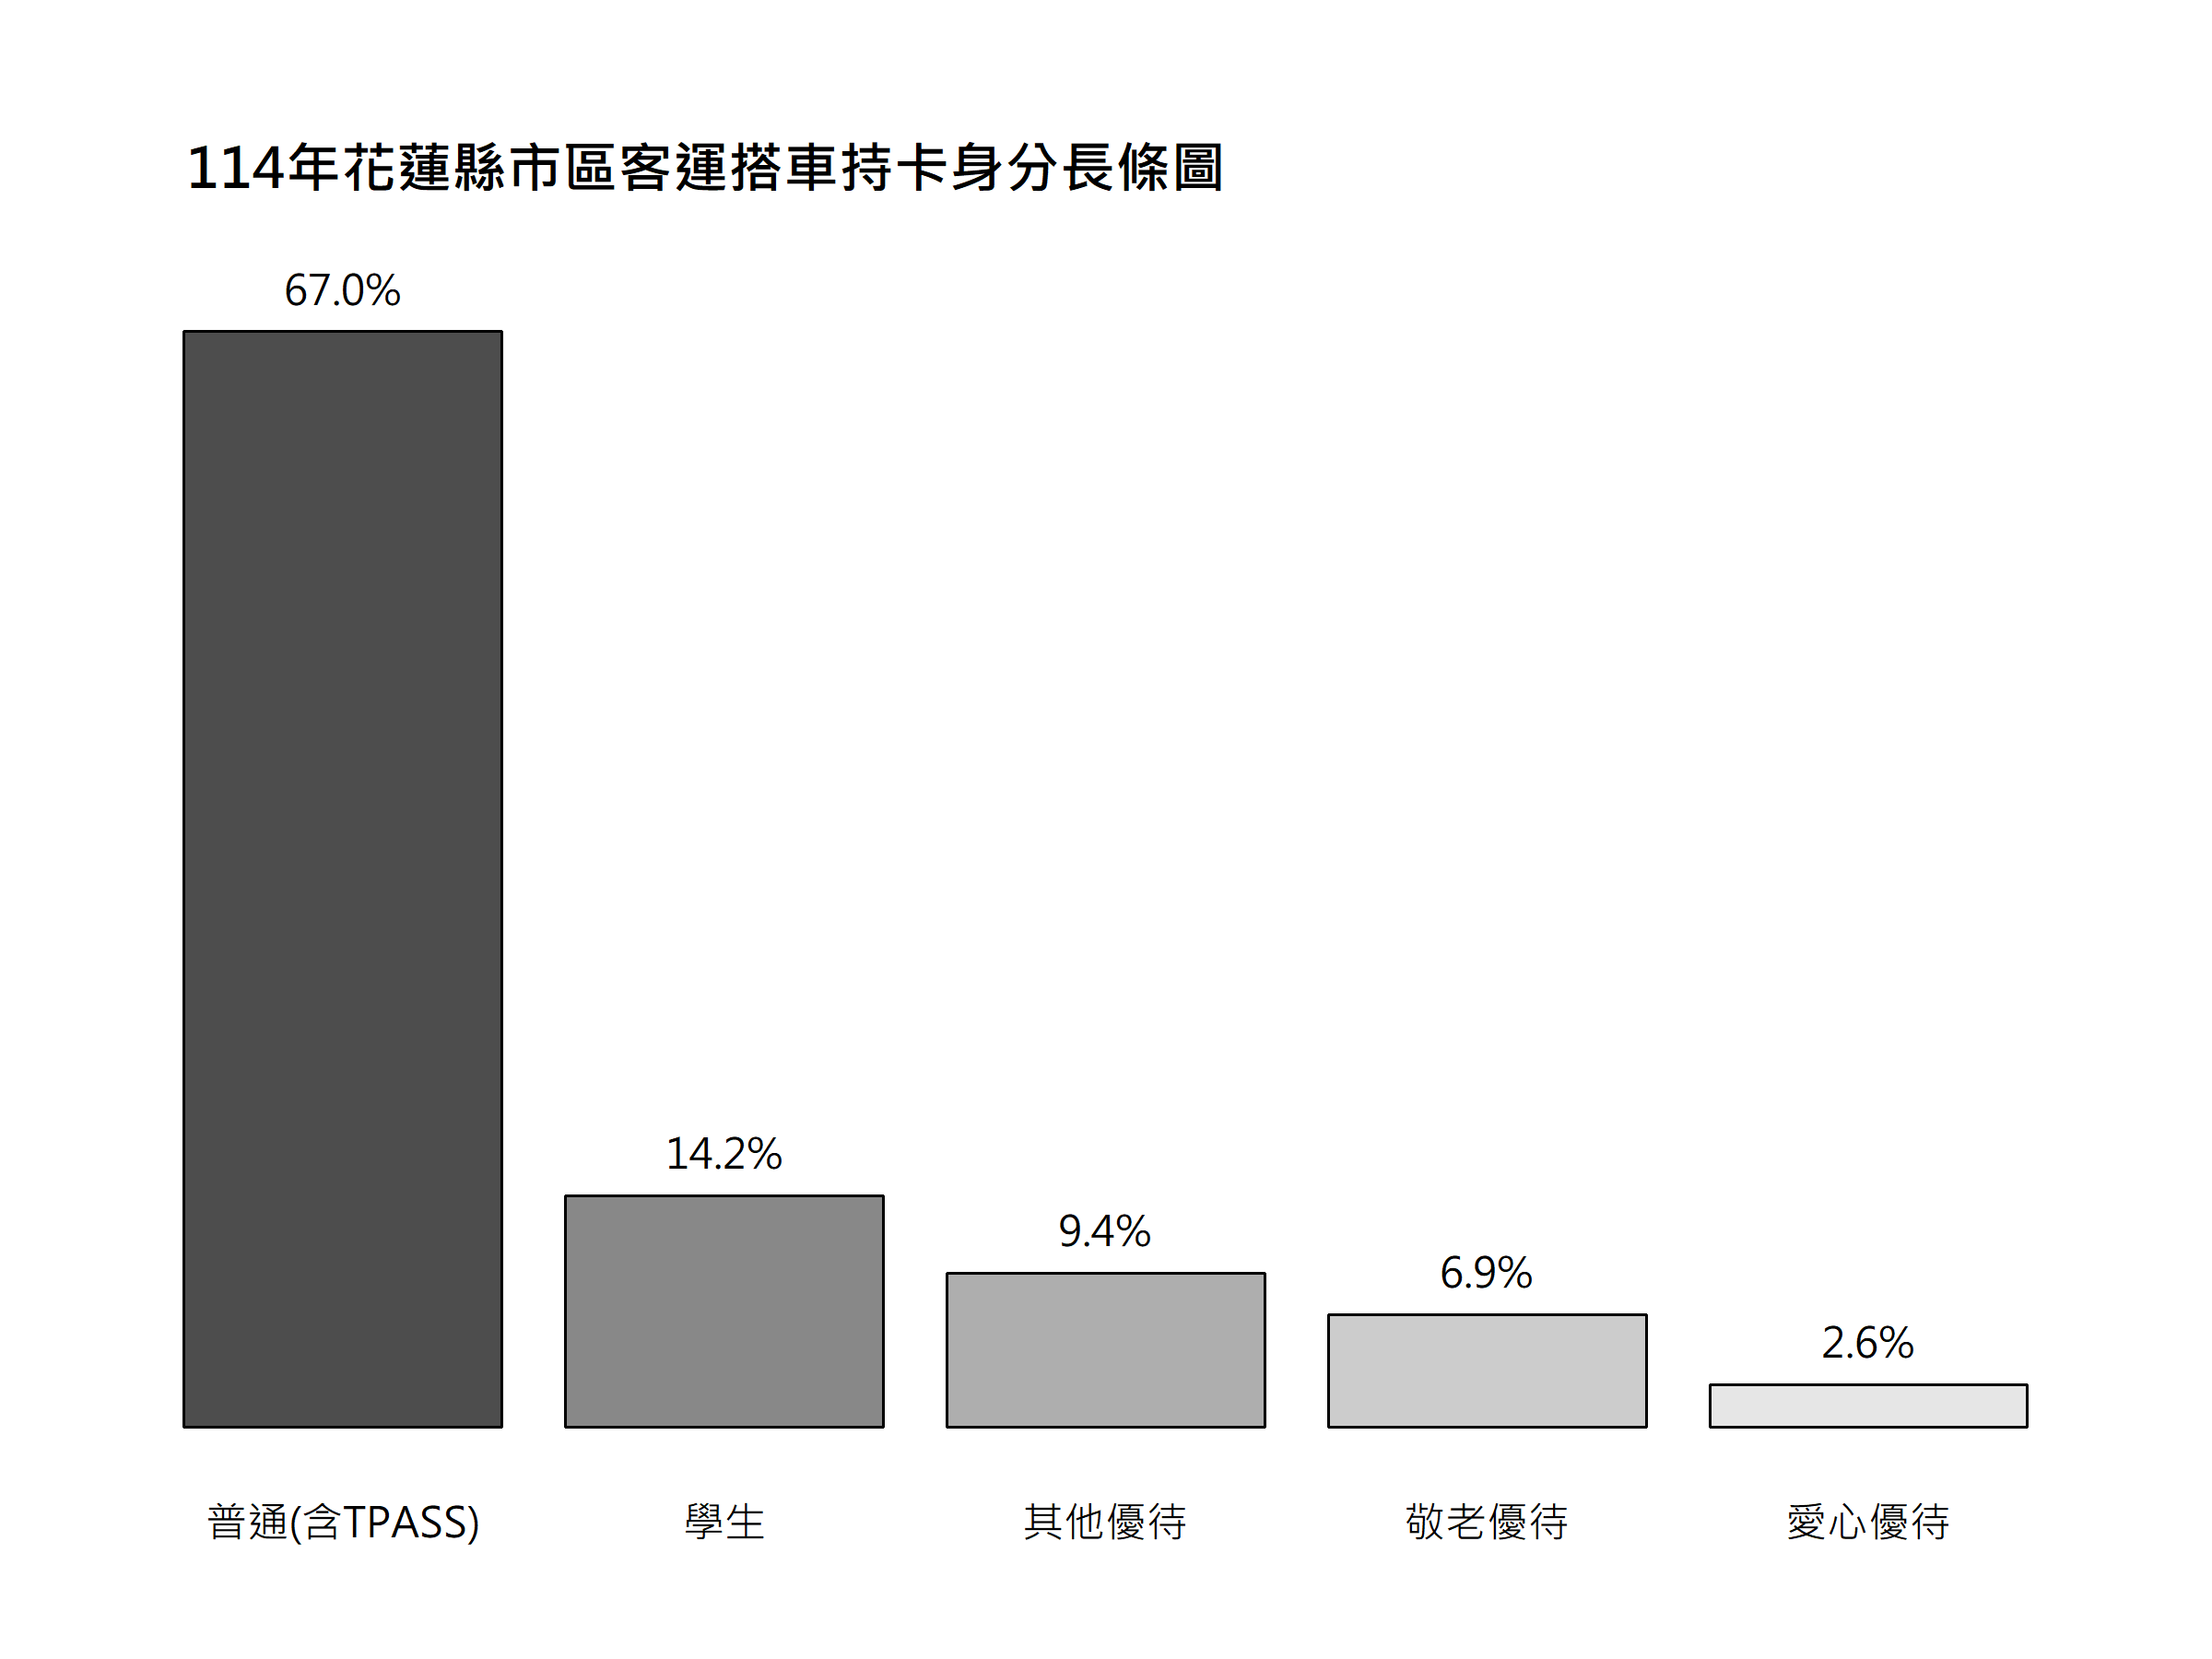 114年花蓮縣市區客運搭車持卡身分長條圖
67.0%
14.2%
9.4%
6.9%
2.6%
普通(含TPASS)
學生
其他優待
敬老優待
愛心優待